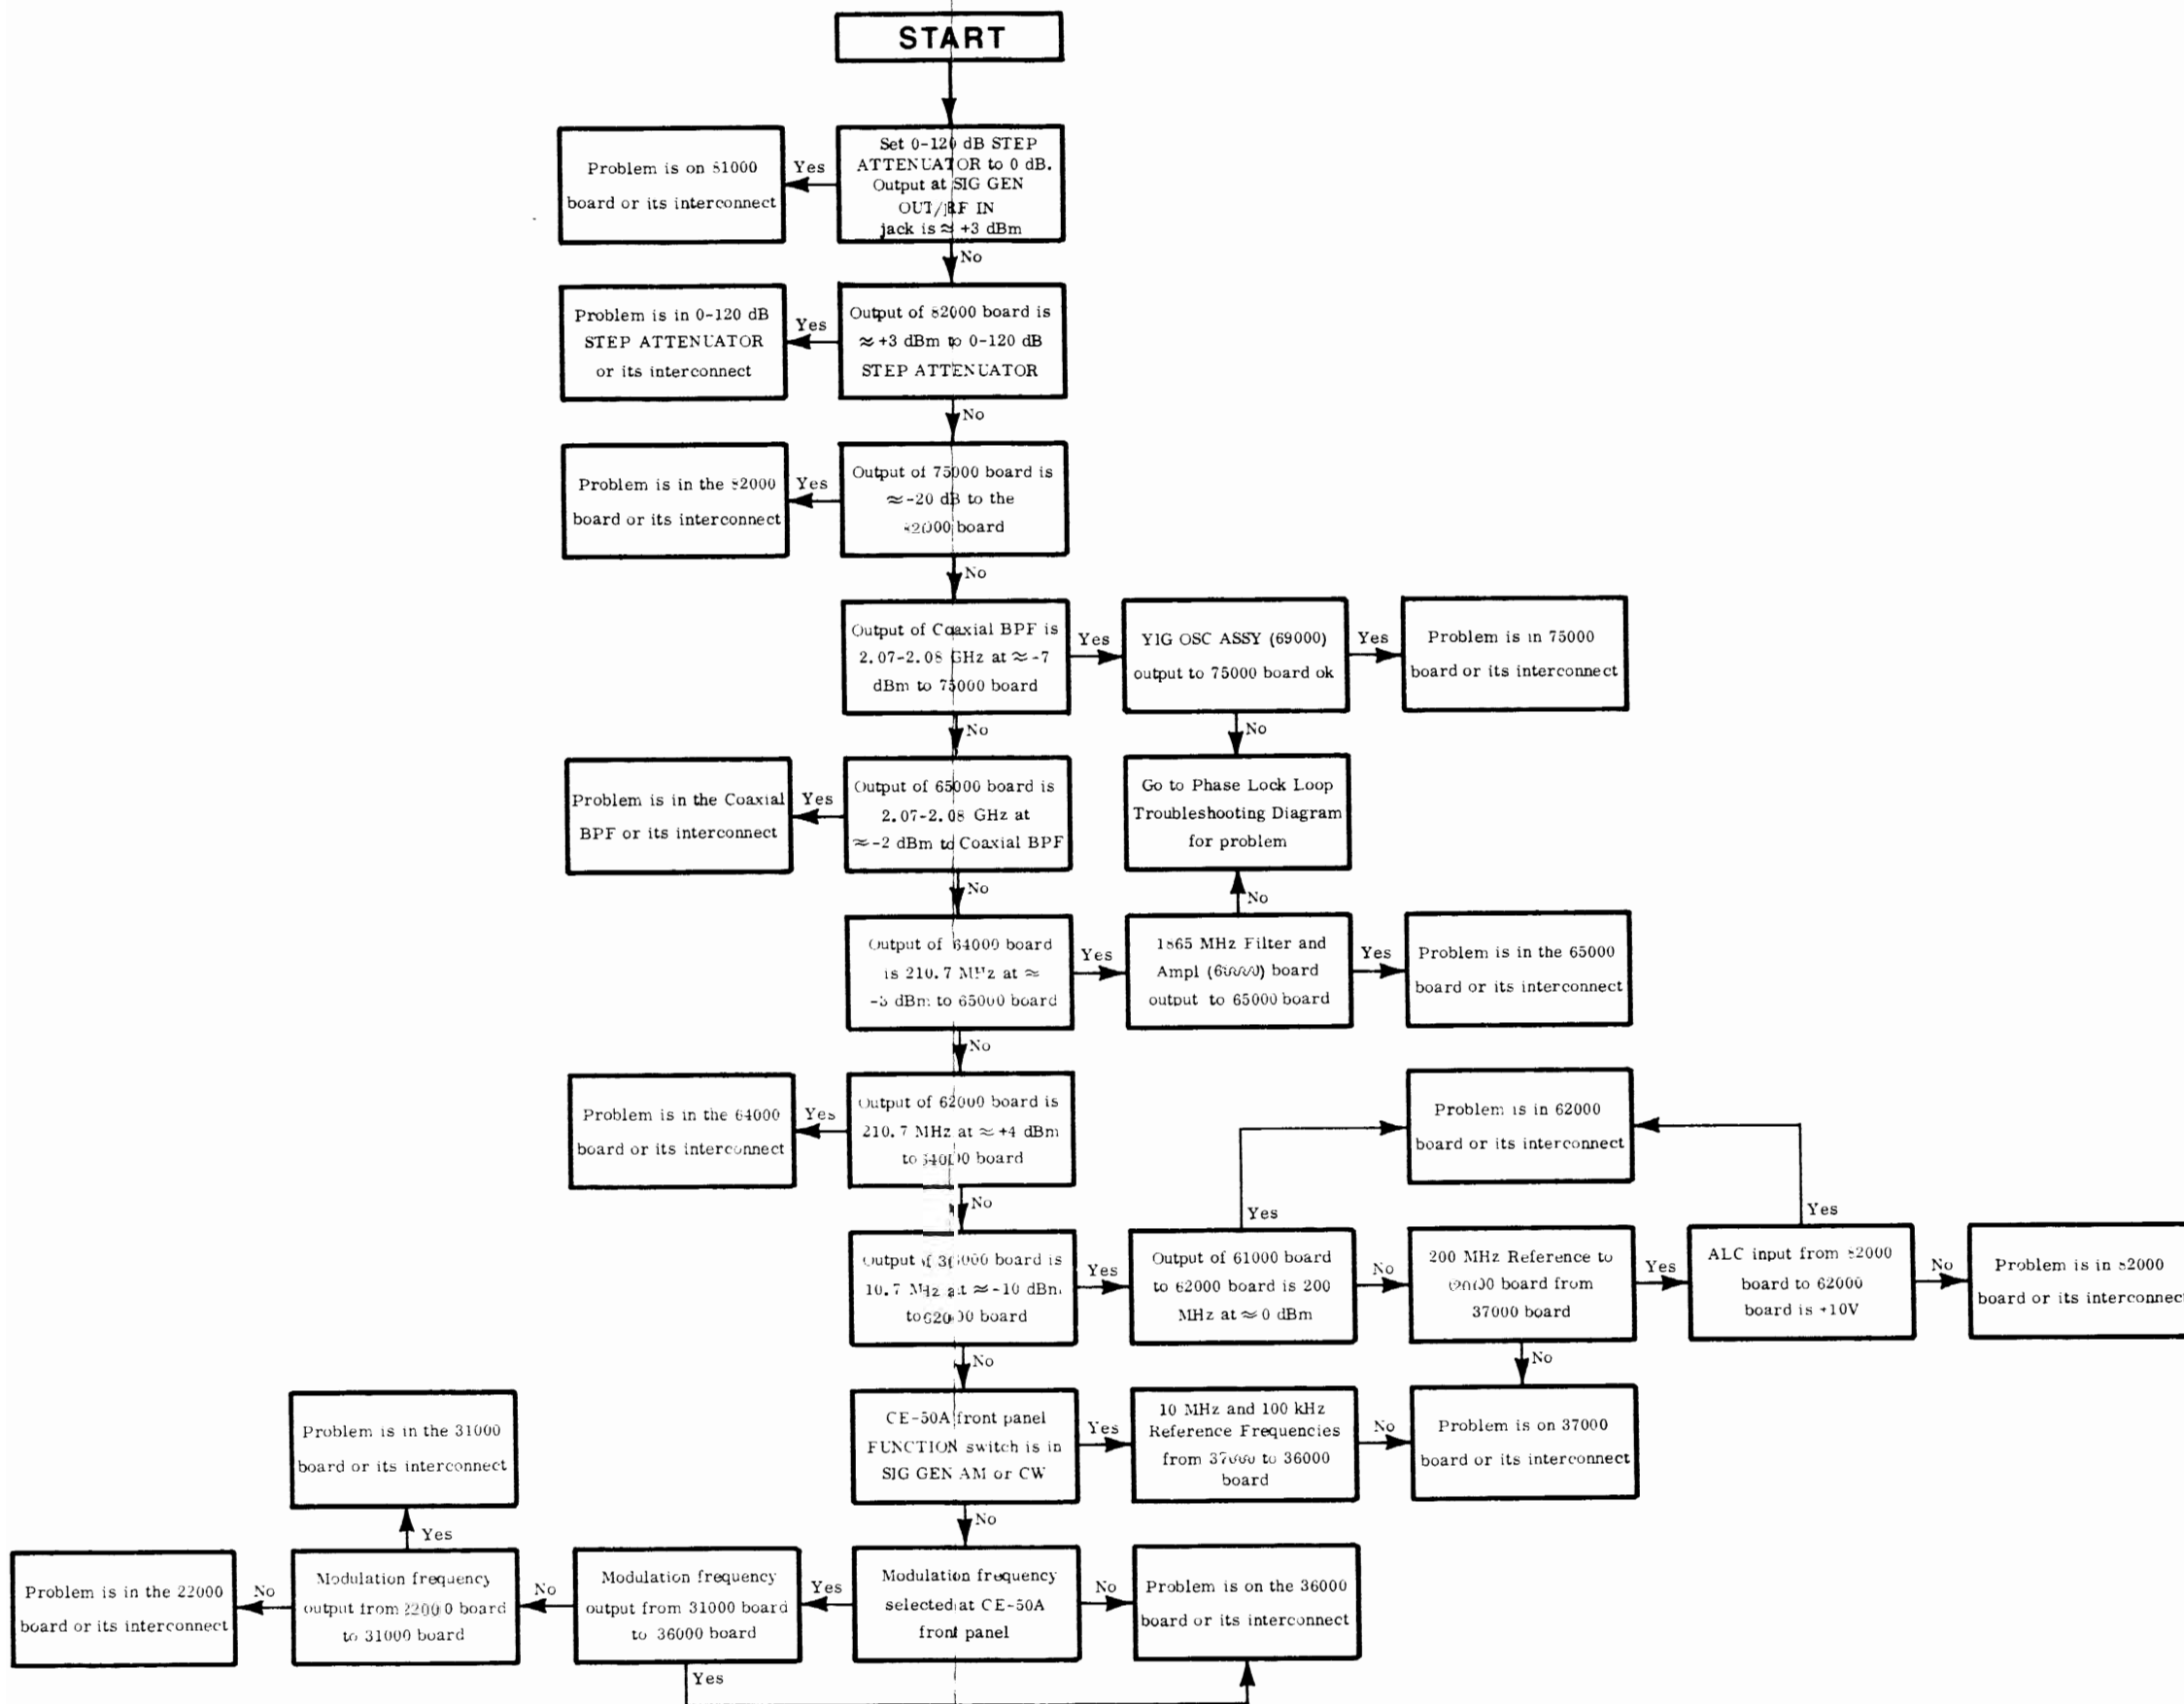 START
Set 0-120 dB STEP
ATTENUATOR to 0 dB.
Output at SIG GEN
OUT/RF IN
jack is ≈ +3 dBm
Yes
Problem is on 81000
board or its interconnect
No
Output of 82000 board is
≈ +3 dBm to 0-120 dB
STEP ATTENUATOR
Yes
Problem is in 0-120 dB
STEP ATTENUATOR
or its interconnect
No
Output of 75000 board is
≈ -20 dB to the
82000 board
Yes
Problem is in the 82000
board or its interconnect
No
Output of Coaxial BPF is
2.07-2.08 GHz at ≈ -7
dBm to 75000 board
Yes
YIG OSC ASSY (69000)
output to 75000 board ok
Yes
Problem is in 75000
board or its interconnect
No
No
Output of 65000 board is
2.07-2.08 GHz at
≈ -2 dBm to Coaxial BPF
Yes
Problem is in the Coaxial
BPF or its interconnect
Go to Phase Lock Loop
Troubleshooting Diagram
for problem
No
No
Output of 64000 board
is 210.7 MHz at ≈
dBm to 65000 board
Yes
1865 MHz Filter and
Ampl board
output to 65000 board
Yes
Problem is in the 65000
board or its interconnect
No
Output of 62000 board is
210.7 MHz at ≈ +4 dBm
to 64000 board
Yes
Problem is in the 64000
board or its interconnect
Problem is in 62000
board or its interconnect
No
Yes
Yes
Output of 36000 board is
10.7 MHz at ≈ -10 dBm
to 62000 board
Yes
Output of 61000 board
to 62000 board is 200
MHz at ≈ 0 dBm
No
200 MHz Reference to
board from
37000 board
Yes
ALC input from 82000
board to 62000
board is +10V
No
Problem is in 82000
board or its interconnect
No
No
CE-50A front panel
FUNCTION switch is in
SIG GEN AM or CW
Yes
10 MHz and 100 kHz
Reference Frequencies
from 37000 to 36000
board
No
Problem is on 37000
board or its interconnect
Problem is in the 31000
board or its interconnect
No
Yes
Modulation frequency
selected at CE-50A
front panel
No
Problem is on the 36000
board or its interconnect
Yes
Modulation frequency
output from 31000 board
to 36000 board
No
Modulation frequency
output from 22000 board
to 31000 board
No
Problem is in the 22000
board or its interconnect
Yes